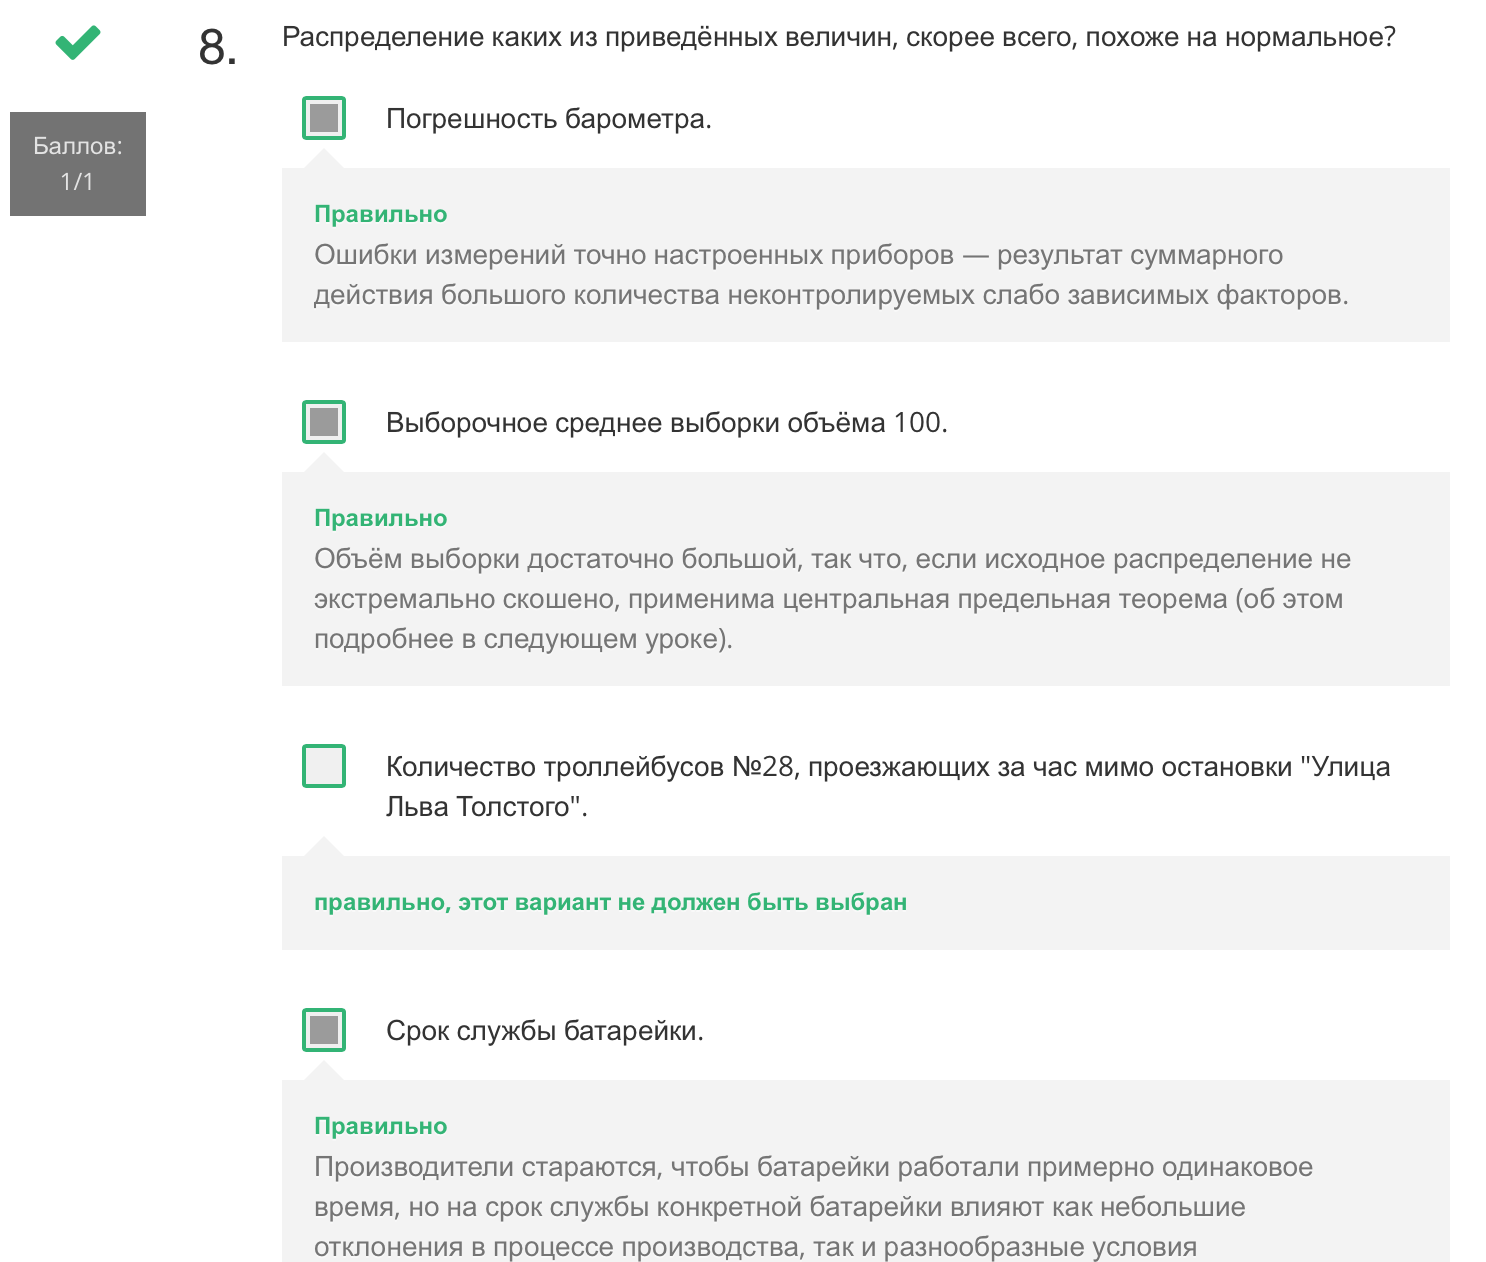 8. Распределение каких из приведённых величин, скорее всего, похоже на нормальное?
Баллов:
1/1
Погрешность барометра.
Правильно
Ошибки измерений точно настроенных приборов — результат суммарного
действия большого количества неконтролируемых слабо зависимых факторов.
Выборочное среднее выборки объёма 100.
Правильно
Объём выборки достаточно большой, так что, если исходное распределение не
экстремально скошено, применима центральная предельная теорема (об этом
подробнее в следующем уроке).
Количество троллейбусов №28, проезжающих за час мимо остановки "Улица
Льва Толстого".
правильно, этот вариант не должен быть выбран
Срок службы батарейки.
Правильно
Производители стараются, чтобы батарейки работали примерно одинаковое
время, но на срок службы конкретной батарейки влияют как небольшие
отклонения в процессе производства, так и разнообразные условия